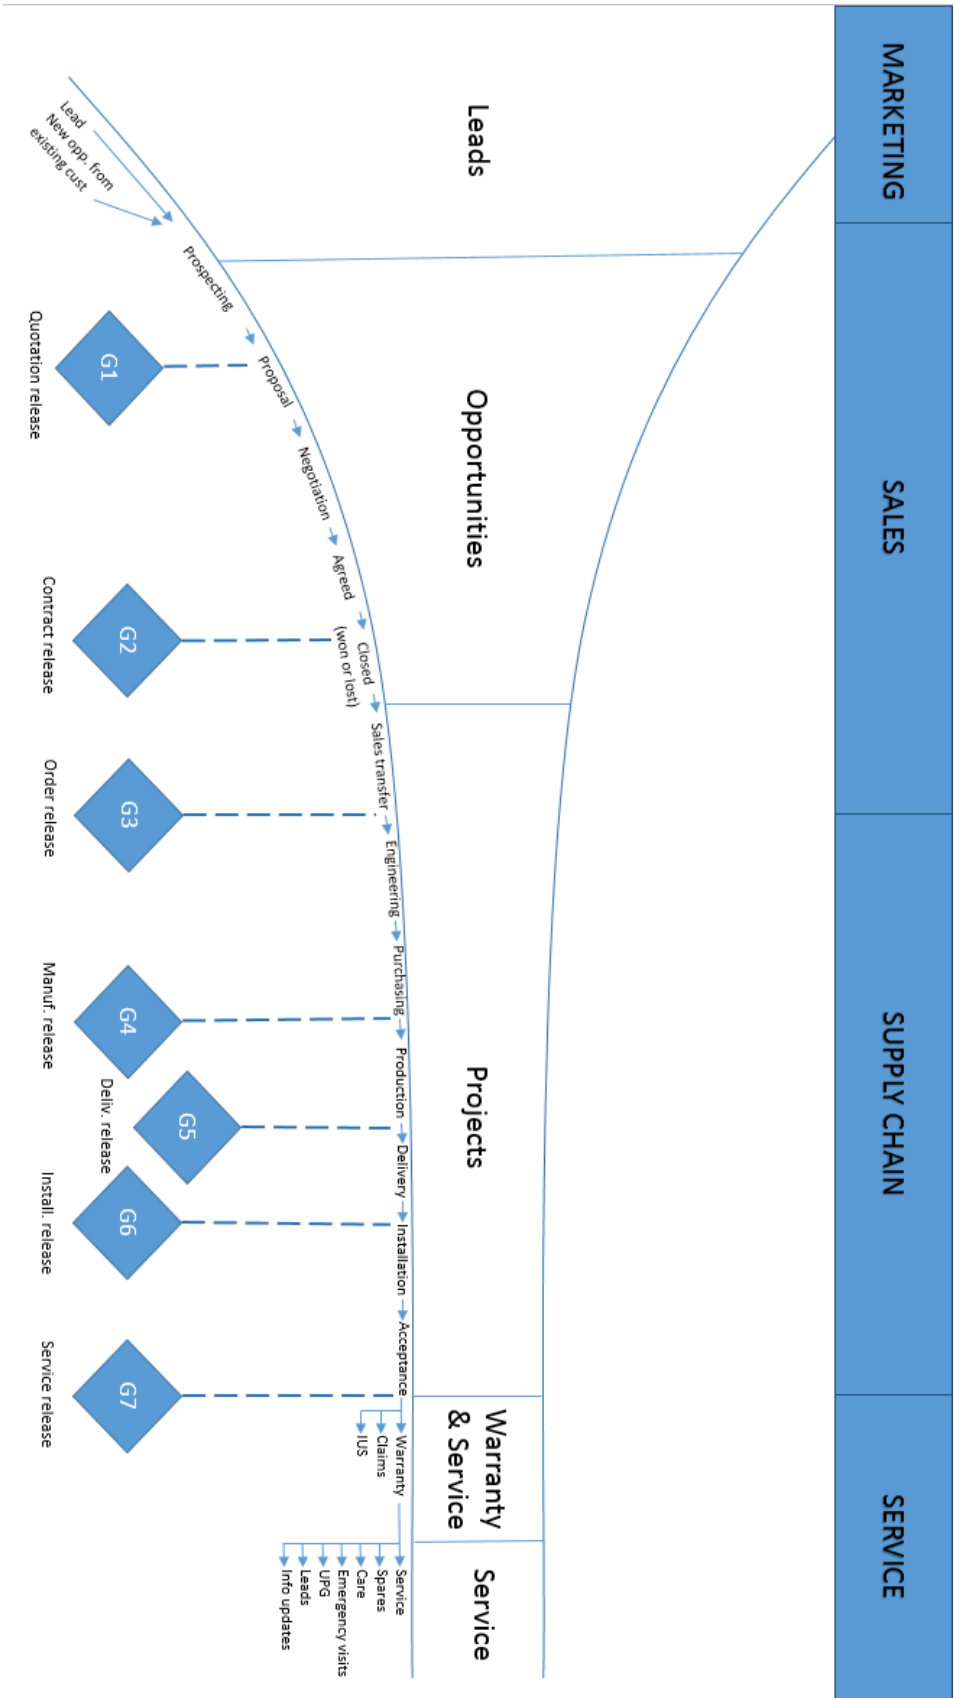 MARKETING
SALES
SUPPLY CHAIN
SERVICE
Leads
Opportunities
Projects
Warranty
& Service
Service
Lead
New opp. from
existing cust
Prospecting
Proposal
Negotiation
Agreed
Closed
(won or lost)
Sales transfer
Engineering
Purchasing
Production
Delivery
Installation
Acceptance
Warranty
Claims
IUS
Service
Spares
Care
Emergency visits
UPG
Leads
Info updates
G1
Quotation release
G2
Contract release
G3
Order release
G4
Manuf. release
G5
Deliv. release
G6
Install. release
G7
Service release